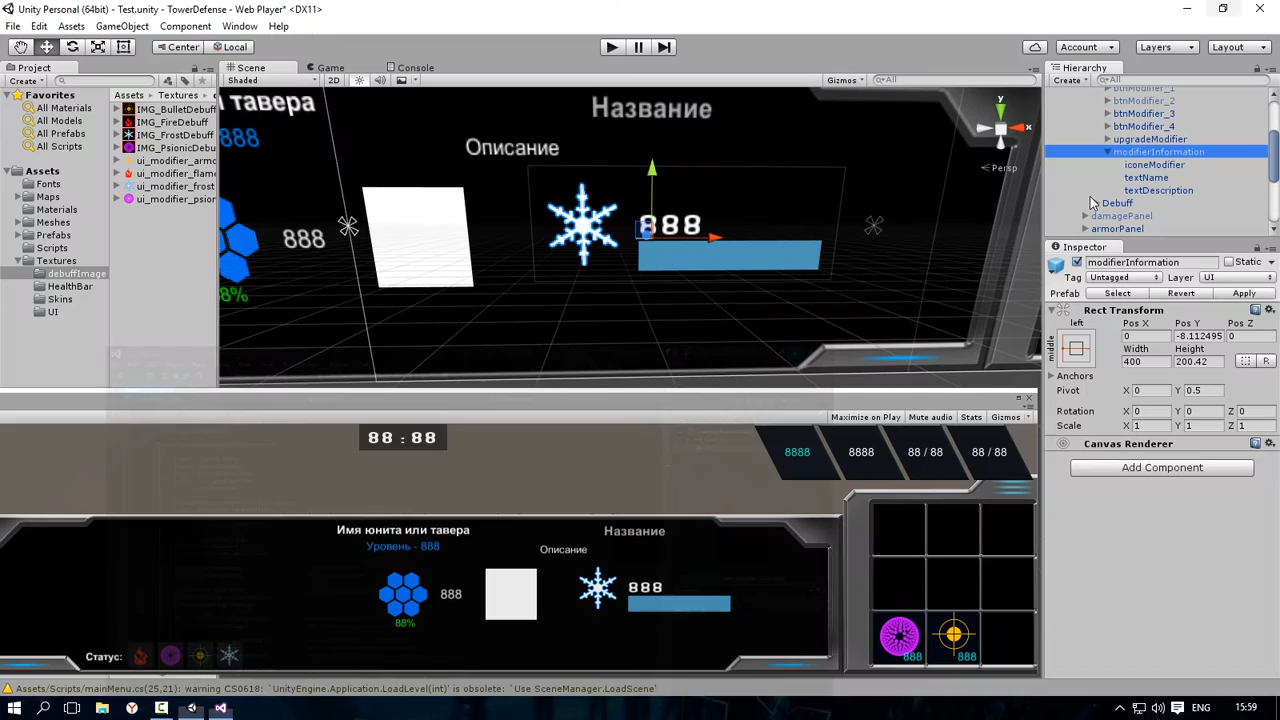 Unity Personal (64bit) - Test.unity - TowerDefense - Web Player* <DX11>
File Edit Assets GameObject Component Window Help
Center Local Account Layers Layout
Project Scene Game Console Hierarchy
Create Shaded 2D Gizmos All Create All
Favorites
All Materials
All Models
All Prefabs
All Scripts
Assets
Fonts
Maps
Materials
Meshes
Prefabs
Scripts
Textures
debuffImage
HealthBar
Skins
UI
Assets Textures
IMG_BulletDebuff
IMG_FireDebuff
IMG_FrostDebuff
IMG_PsionicDebu
ui_modifier_armo
ui_modifier_flame
ui_modifier_frost
ui_modifier_psion
и тавера
Название
888
Описание
888
888
8%
y
x
Persp
btnModifier_1
btnModifier_2
btnModifier_3
btnModifier_4
upgradeModifier
modifierInformation
iconeModifier
textName
textDescription
Debuff
damagePanel
armorPanel
Inspector
modifierInformation Static
Tag Untagged Layer UI
Prefab Select Revert Apply
Rect Transform
left Pos X Pos Y Pos Z
middle 0 -8.112495 0
Width Height
400 200.42 R
Anchors
Pivot X 0 Y 0.5
Rotation X 0 Y 0 Z 0
Scale X 1 Y 1 Z 1
Canvas Renderer
Add Component
Maximize on Play Mute audio Stats Gizmos
88 : 88
8888 8888 88 / 88 88 / 88
Имя юнита или тавера
Название
Уровень - 888
Описание
888
888
88%
Статус:
888 888
Assets/Scripts/mainMenu.cs(25,21): warning CS0618: `UnityEngine.Application.LoadLevel(int)' is obsolete: `Use SceneManager.LoadScene'
ENG 15:59